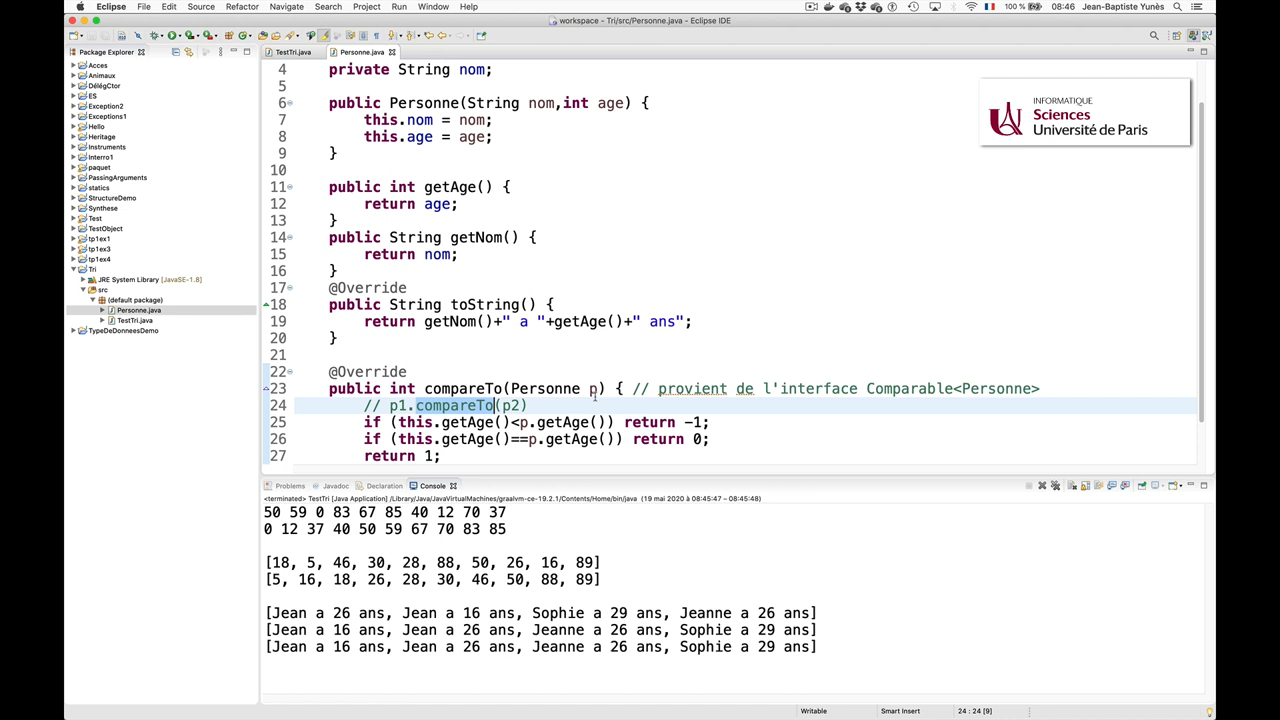 Eclipse File Edit Source Refactor Navigate Search Project Run Window Help 100 % 08:46 Jean-Baptiste Yunès
workspace - Tri/src/Personne.java - Eclipse IDE
Package Explorer
TestTri.java Personne.java
Acces
Animaux
DélégCtor
ES
Exception2
Exceptions1
Hello
Heritage
Instruments
Interro1
paquet
PassingArguments
statics
StructureDemo
Synthese
Test
TestObject
tp1ex1
tp1ex3
tp1ex4
Tri
JRE System Library [JavaSE-1.8]
src
(default package)
Personne.java
TestTri.java
TypeDeDonneesDemo
4 private String nom;
5
6 public Personne(String nom,int age) {
7 this.nom = nom;
8 this.age = age;
9 }
10
11 public int getAge() {
12 return age;
13 }
14 public String getNom() {
15 return nom;
16 }
17 @Override
18 public String toString() {
19 return getNom()+" a "+getAge()+" ans";
20 }
21
22 @Override
23 public int compareTo(Personne p) { // provient de l'interface Comparable<Personne>
24 // p1.compareTo(p2)
25 if (this.getAge()<p.getAge()) return -1;
26 if (this.getAge()==p.getAge()) return 0;
27 return 1;
INFORMATIQUE
Sciences
Université de Paris
Problems Javadoc Declaration Console
<terminated> TestTri [Java Application] /Library/Java/JavaVirtualMachines/graalvm-ce-19.2.1/Contents/Home/bin/java (19 mai 2020 à 08:45:47 – 08:45:48)
50 59 0 83 67 85 40 12 70 37
0 12 37 40 50 59 67 70 83 85
[18, 5, 46, 30, 28, 88, 50, 26, 16, 89]
[5, 16, 18, 26, 28, 30, 46, 50, 88, 89]
[Jean a 26 ans, Jean a 16 ans, Sophie a 29 ans, Jeanne a 26 ans]
[Jean a 16 ans, Jean a 26 ans, Jeanne a 26 ans, Sophie a 29 ans]
[Jean a 16 ans, Jean a 26 ans, Jeanne a 26 ans, Sophie a 29 ans]
Writable Smart Insert 24 : 24 [9]